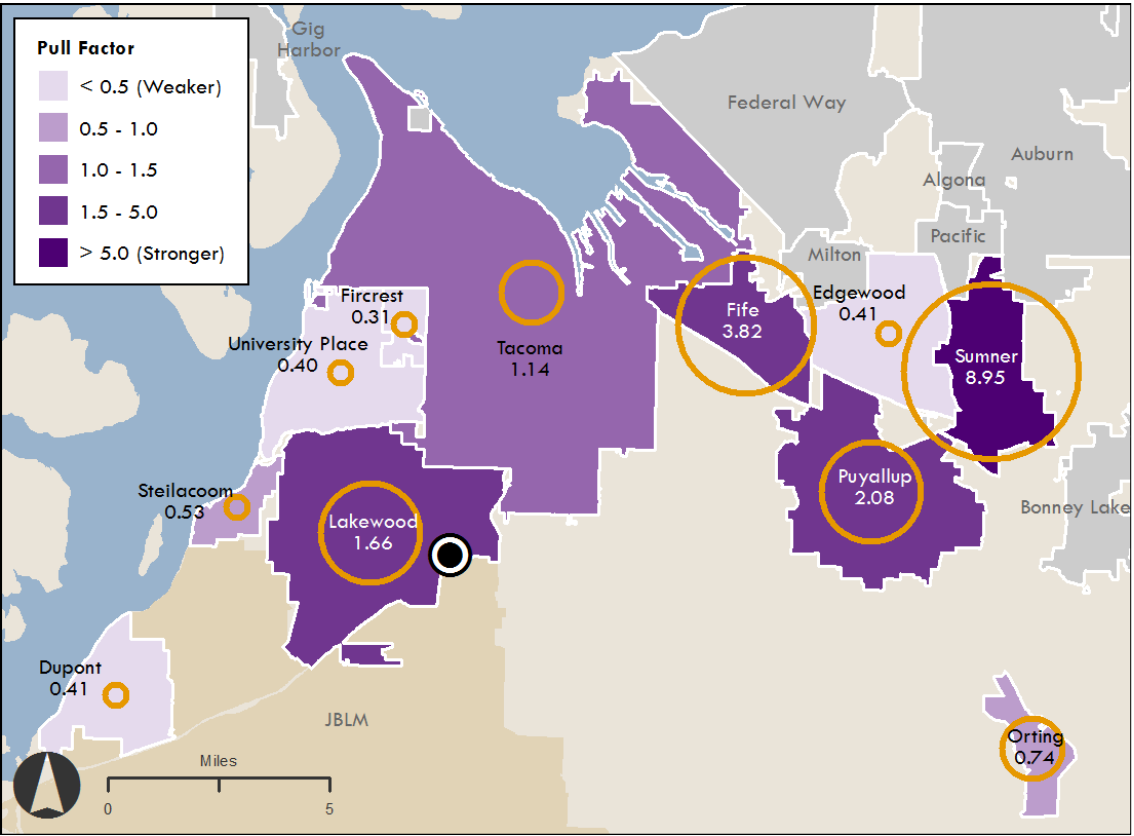 Pull Factor
< 0.5 (Weaker)
0.5 - 1.0
1.0 - 1.5
1.5 - 5.0
> 5.0 (Stronger)
Gig
Harbor
Federal Way
Auburn
Algona
Pacific
Milton
Edgewood
0.41
Fircrest
0.31
Fife
3.82
University Place
0.40
Tacoma
1.14
Sumner
8.95
Puyallup
2.08
Steilacoom
0.53
Lakewood
1.66
Bonney Lake
Dupont
0.41
JBLM
Orting
0.74
Miles
0
5